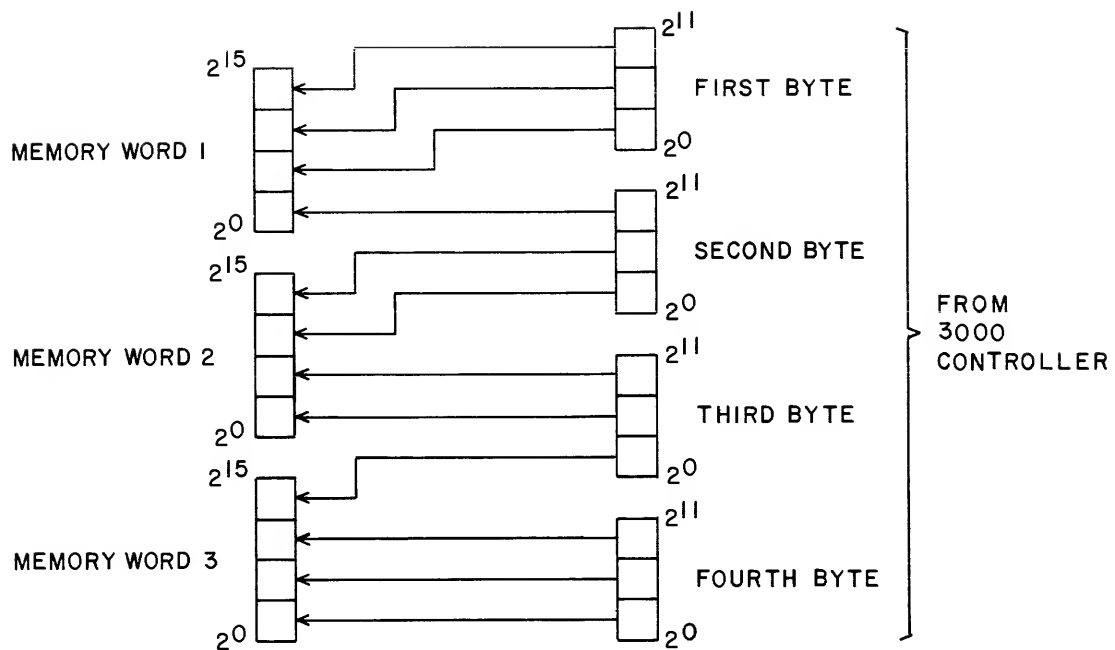 2^11
2^15
FIRST BYTE
MEMORY WORD 1
2^0
2^11
2^0
SECOND BYTE
2^15
2^0
FROM
3000
CONTROLLER
MEMORY WORD 2
2^11
THIRD BYTE
2^0
2^15
2^0
2^11
MEMORY WORD 3
FOURTH BYTE
2^0
2^0